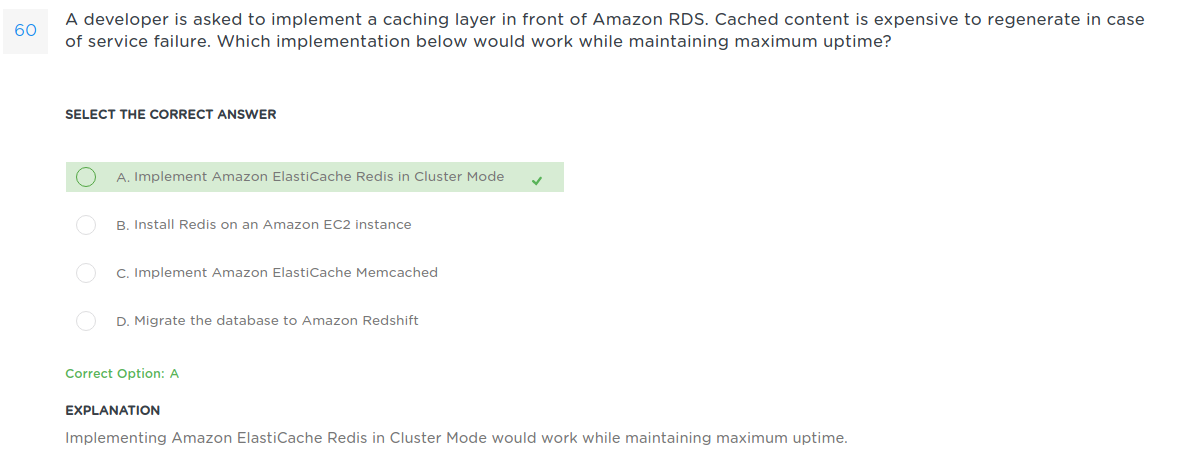 60
A developer is asked to implement a caching layer in front of Amazon RDS. Cached content is expensive to regenerate in case
of service failure. Which implementation below would work while maintaining maximum uptime?
SELECT THE CORRECT ANSWER
A. Implement Amazon ElastiCache Redis in Cluster Mode
B. Install Redis on an Amazon EC2 instance
C. Implement Amazon ElastiCache Memcached
D. Migrate the database to Amazon Redshift
Correct Option: A
EXPLANATION
Implementing Amazon ElastiCache Redis in Cluster Mode would work while maintaining maximum uptime.